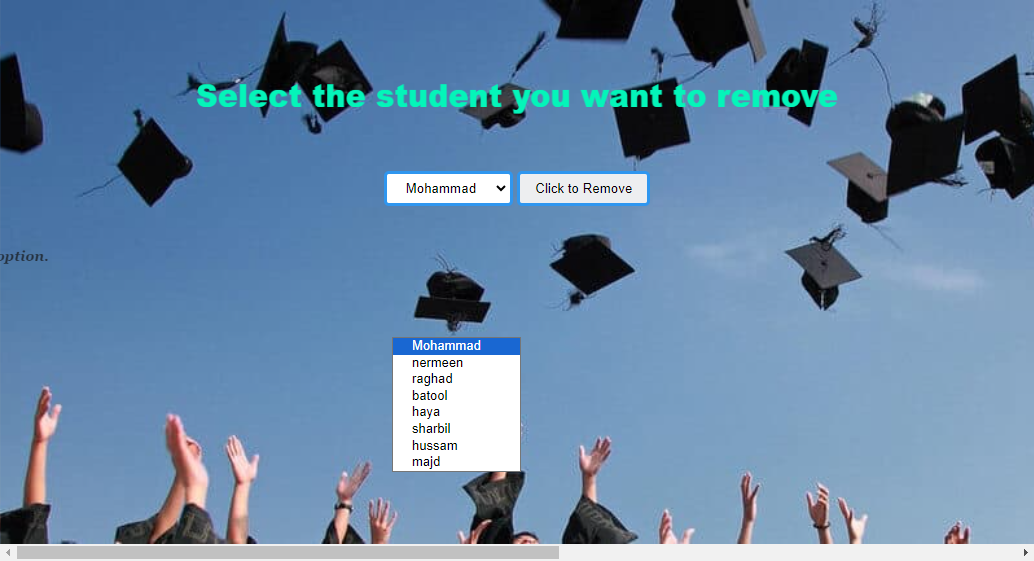 Select the student you want to remove
Mohammad
Click to Remove
option.
Mohammad
nermeen
raghad
batool
haya
sharbil
hussam
majd